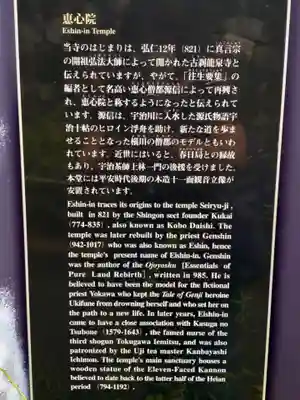 恵心院
Eshin-in Temple
当寺のはじまりは、弘仁12年（821）に真言宗
の開祖弘法大師によって開かれた古刹龍泉寺と
伝えられていますが、やがて、『往生要集』の
編者として名高い恵心僧都源信によって再興さ
れ、恵心院と称するようになったと伝えられて
います。源信は、宇治川に入水した源氏物語宇
治十帖のヒロイン浮舟を助け、新たな道を歩ま
せることとなった横川の僧都のモデルともいわ
れています。近世にはいると、春日局との縁故
もあり、宇治茶師上林一門の後援を受けました。
本堂には平安時代後期の木造十一面観音立像が
安置されています。
Eshin-in traces its origins to the temple Seiryu-ji ,
built in 821 by the Shingon sect founder Kukai
(774-835) , also known as Kobo Daishi. The
temple was later rebuilt by the priest Genshin
(942-1017) who was also known as Eshin, hence
the temple's present name of Eshin-in. Genshin
was the author of the Ojoyoshu [Essentials of
Pure Land Rebirth] , written in 985. He is
believed to have been the model for the fictional
priest Yokawa who kept the Tale of Genji heroine
Ukifune from drowning herself and who set her on
the path to a new life. In later years, Eshin-in
came to have a close association with Kasuga no
Tsubone (1579-1643) , the famed nurse of the
third shogun Tokugawa Iemitsu, and was also
patronized by the Uji tea master Kanbayashi
Ichimon. The temple's main sanctuary houses a
wooden statue of the Eleven-Faced Kannon
believed to date back to the latter half of the Heian
period (794-1192) .